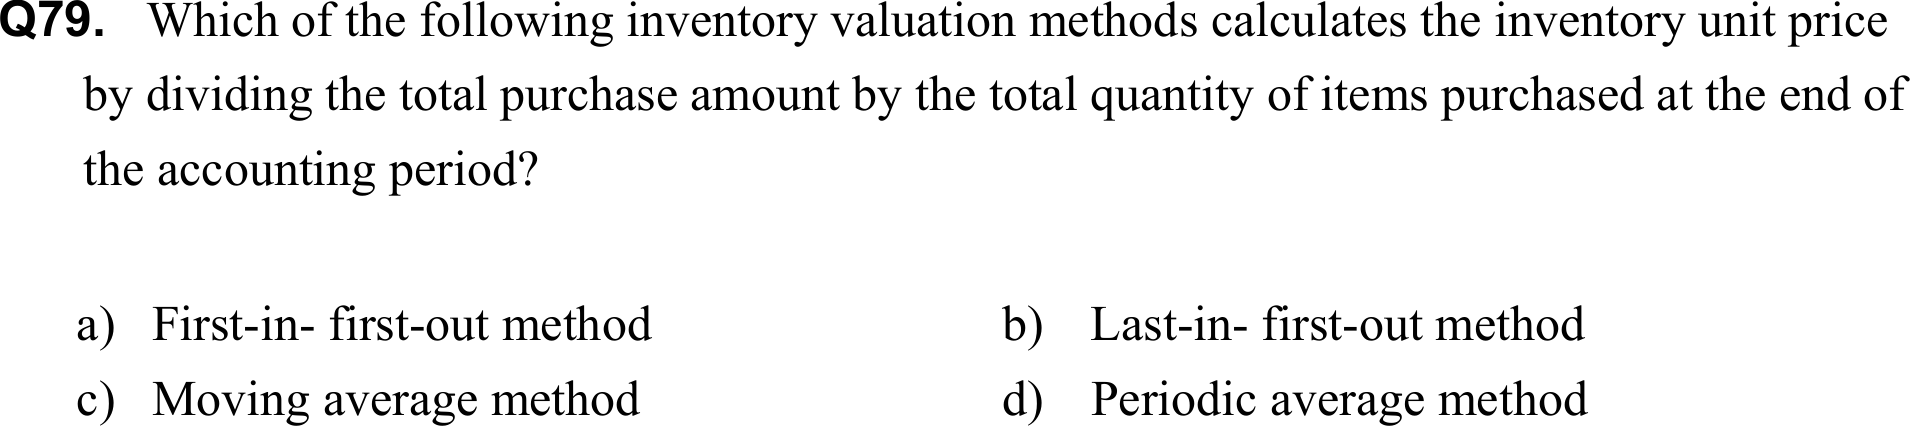 Q79. Which of the following inventory valuation methods calculates the inventory unit price
by dividing the total purchase amount by the total quantity of items purchased at the end of
the accounting period?
a) First-in- first-out method b) Last-in- first-out method
c) Moving average method d) Periodic average method